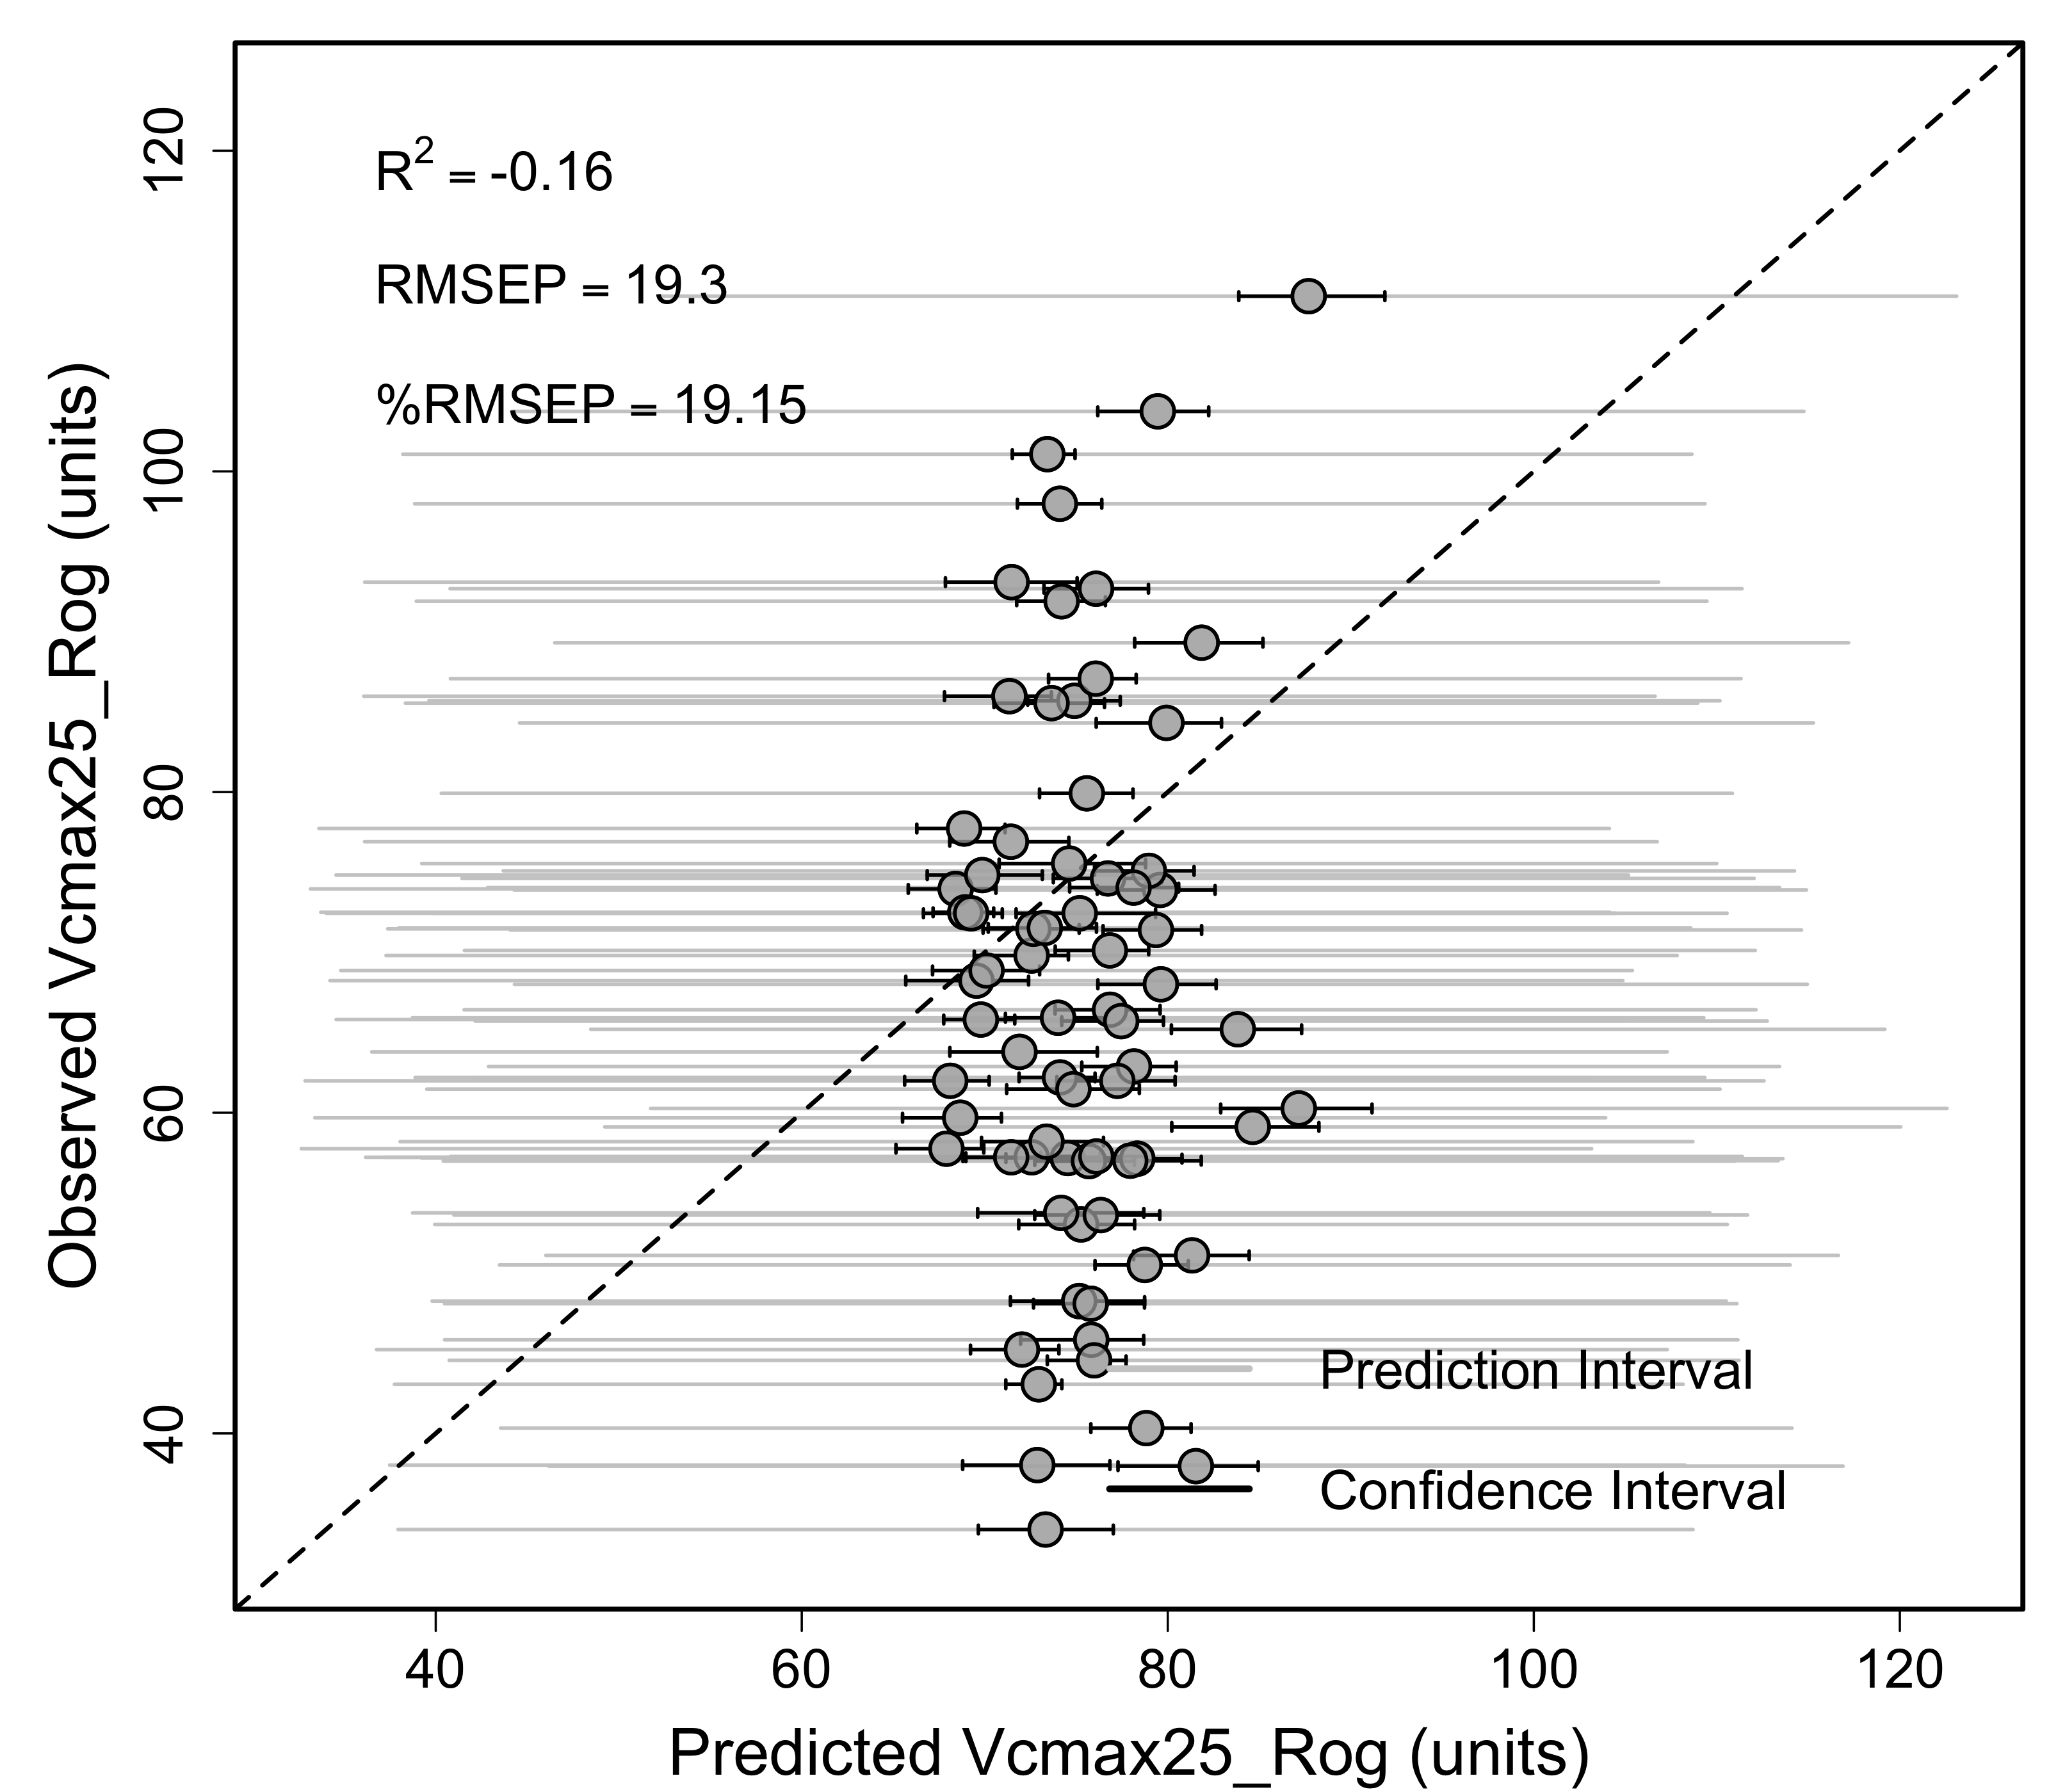 R² = -0.16
RMSEP = 19.3
%RMSEP = 19.15
120
100
80
60
40
Observed Vcmax25_Rog (units)
Prediction Interval
Confidence Interval
40 60 80 100 120
Predicted Vcmax25_Rog (units)